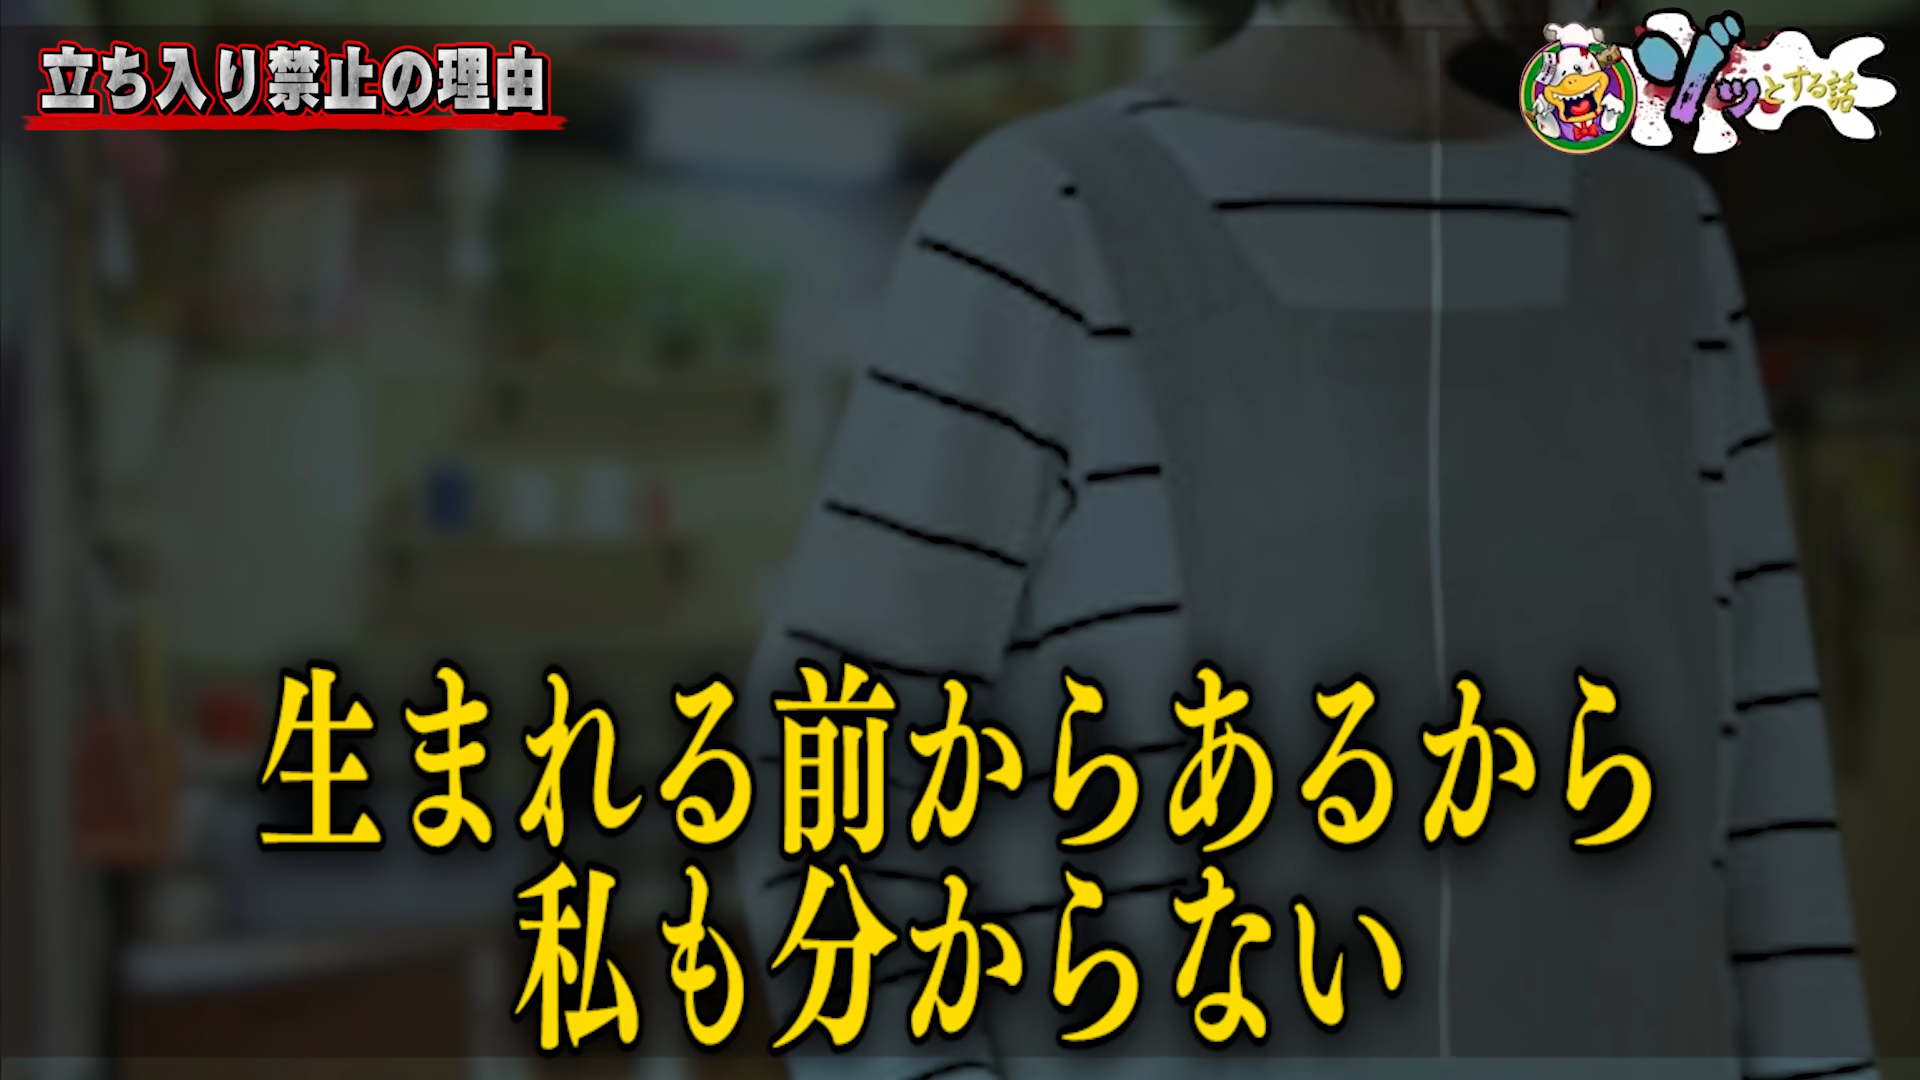 立ち入り禁止の理由
ゾッとする話
生まれる前からあるから
私も分からない